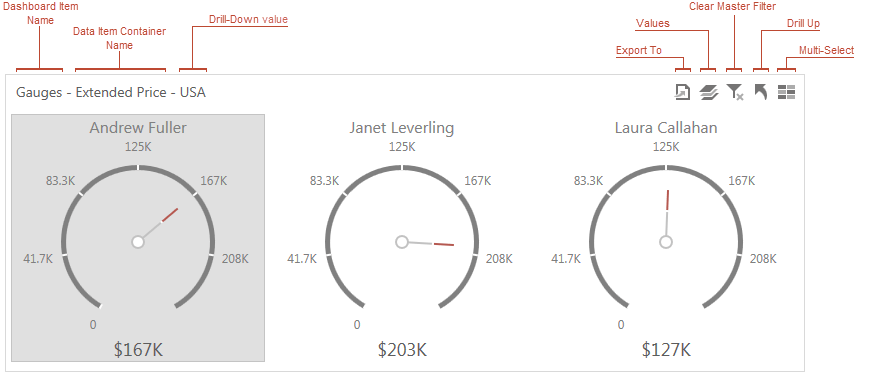 Dashboard Item
Name
Data Item Container
Name
Drill-Down value
Clear Master Filter
Values
Drill Up
Export To
Multi-Select
Gauges - Extended Price - USA
Andrew Fuller
125K
83.3K
167K
41.7K
208K
0
$167K
Janet Leverling
125K
83.3K
167K
41.7K
208K
0
$203K
Laura Callahan
125K
83.3K
167K
41.7K
208K
0
$127K